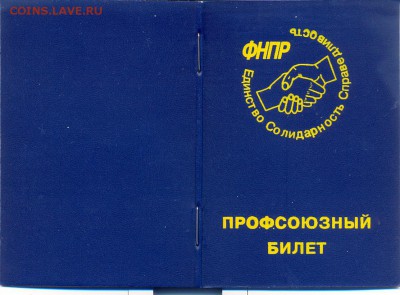 COINS.LAVE.RU
ФНПР
Единство Солидарность Справедливость
ПРОФСОЮЗНЫЙ
БИЛЕТ